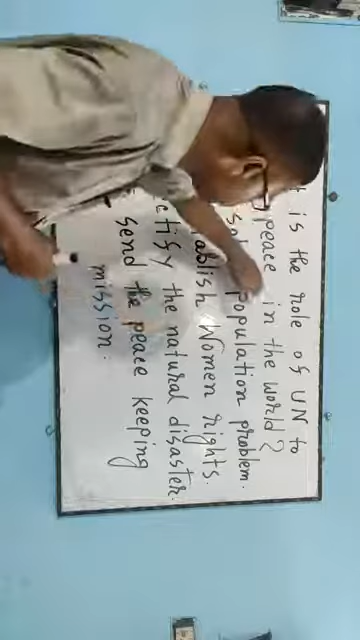 is the role of UN to
peace in the world?
population problem.
ablish Women rights.
the natural disaster.
send the peace keeping
mission.